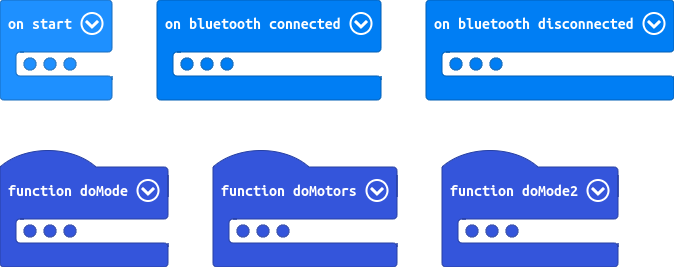 on start
on bluetooth connected
on bluetooth disconnected
function doMode
function doMotors
function doMode2